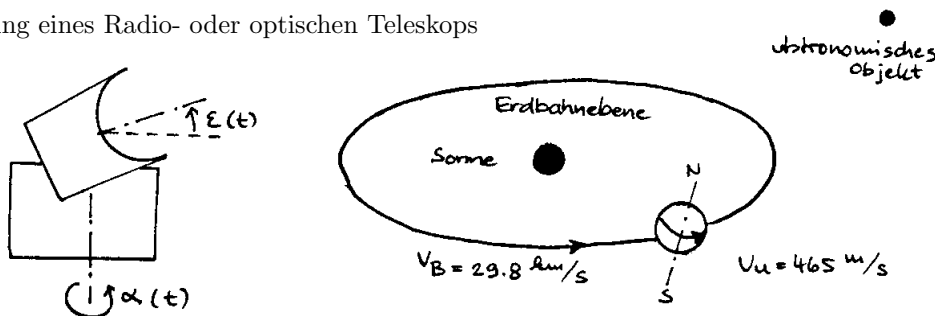 ng eines Radio- oder optischen Teleskops
astronomisches
Objekt
ε(t)
α(t)
Erdbahnebene
Sonne
N
S
V_B = 29.8 km/s
V_u = 465 m/s